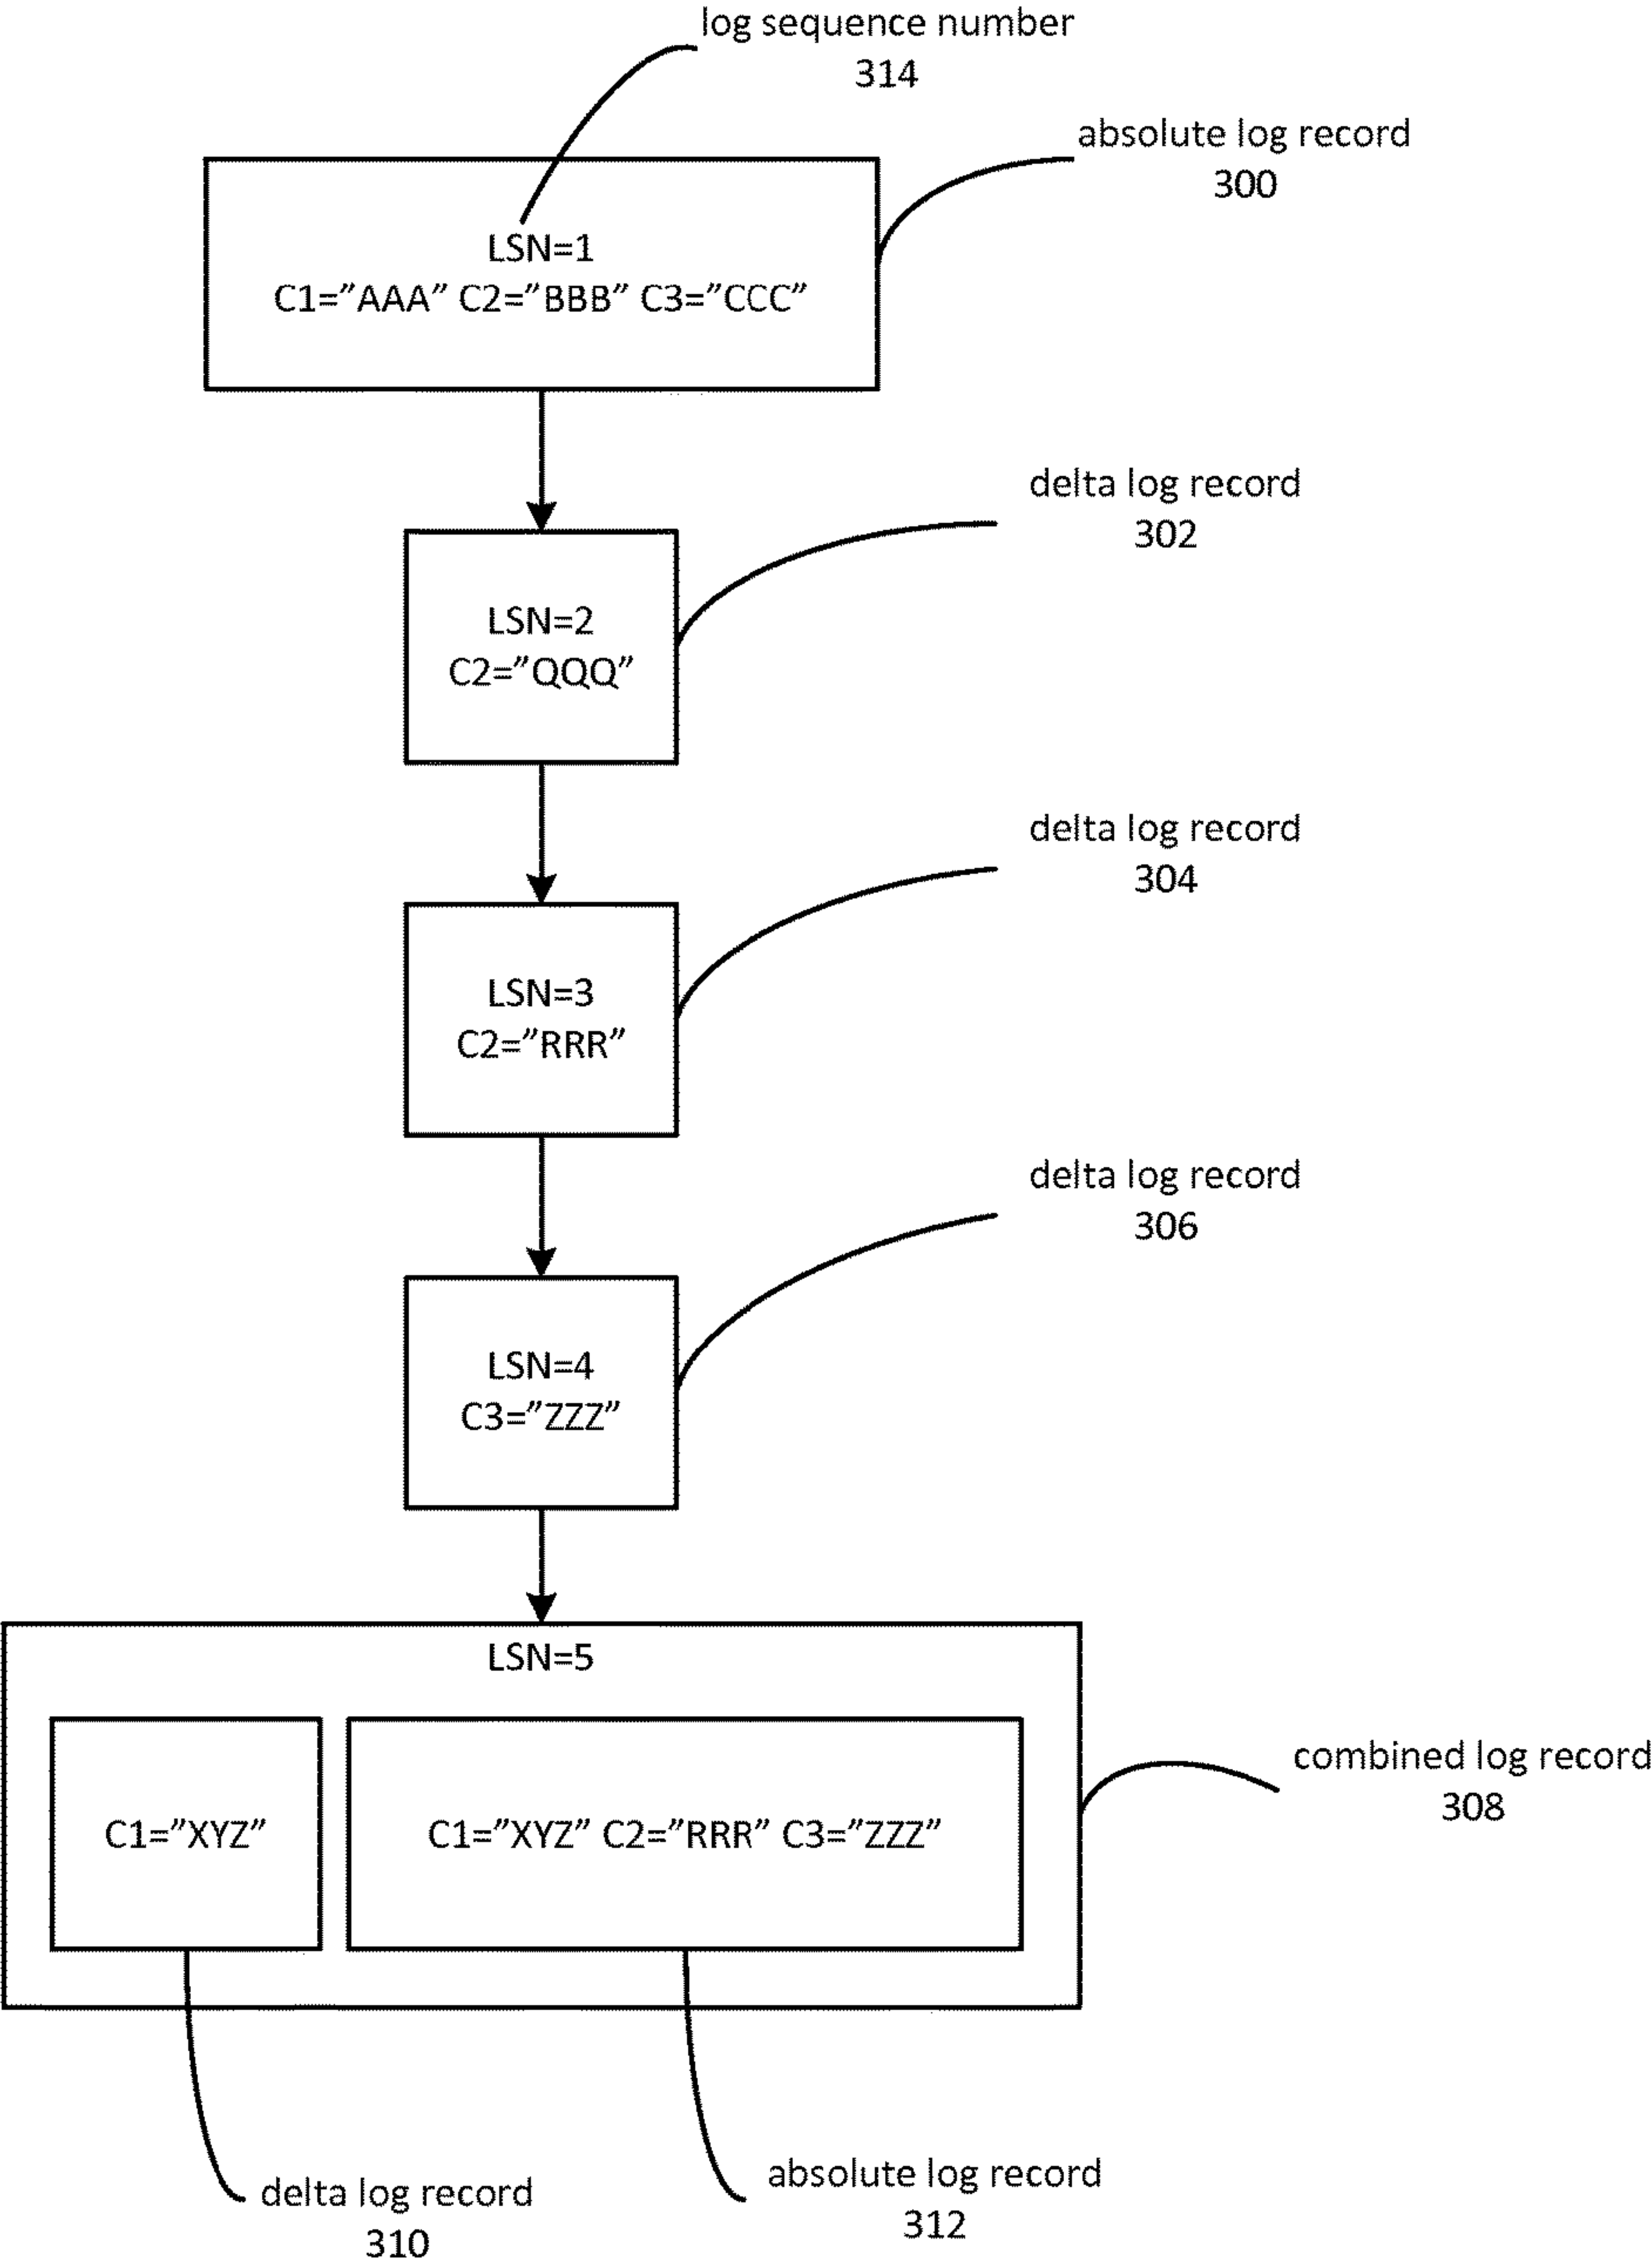 log sequence number
314
absolute log record
300
LSN=1
C1=”AAA” C2=”BBB” C3=”CCC”
delta log record
302
LSN=2
C2=”QQQ”
delta log record
304
LSN=3
C2=”RRR”
delta log record
306
LSN=4
C3=”ZZZ”
LSN=5
combined log record
308
C1=”XYZ”
C1=”XYZ” C2=”RRR” C3=”ZZZ”
delta log record
310
absolute log record
312